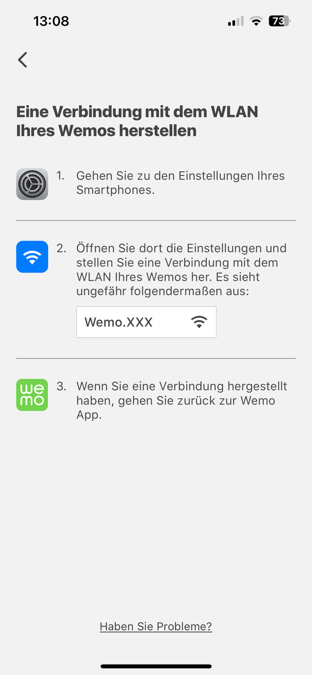 13:08
73
Eine Verbindung mit dem WLAN
Ihres Wemos herstellen
1. Gehen Sie zu den Einstellungen Ihres
Smartphones.
2. Öffnen Sie dort die Einstellungen und
stellen Sie eine Verbindung mit dem
WLAN Ihres Wemos her. Es sieht
ungefähr folgendermaßen aus:
Wemo.XXX
we
mo
3. Wenn Sie eine Verbindung hergestellt
haben, gehen Sie zurück zur Wemo
App.
Haben Sie Probleme?